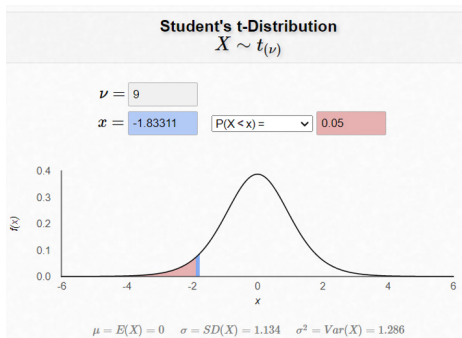 Student's t-Distribution
X ∼ t(ν)
ν = 9
x = -1.83311 P(X < x) = 0.05
0.4
0.3
0.2
0.1
0.0
f(x)
-6 -4 -2 0 2 4 6
x
μ = E(X) = 0 σ = SD(X) = 1.134 σ² = Var(X) = 1.286